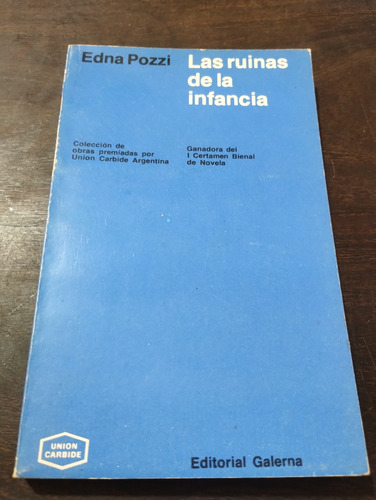 Edna Pozzi
Las ruinas
de la
infancia
Colección de
obras premiadas por
Union Carbide Argentina
Ganadora del
I Certamen Bienal
de Novela
UNION
CARBIDE
Editorial Galerna